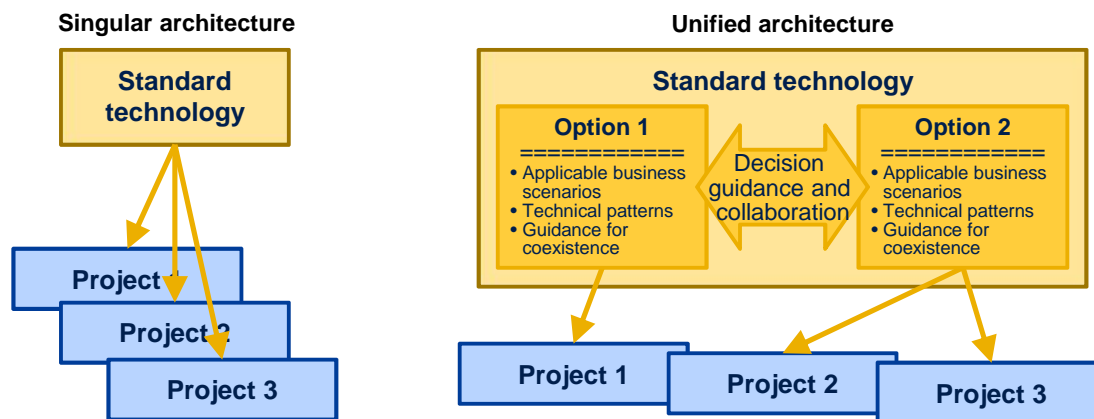 Singular architecture
Standard
technology
Project 1
Project 2
Project 3
Unified architecture
Standard technology
Option 1
============
• Applicable business
scenarios
• Technical patterns
• Guidance for
coexistence
Decision
guidance and
collaboration
Option 2
============
• Applicable business
scenarios
• Technical patterns
• Guidance for
coexistence
Project 1
Project 2
Project 3